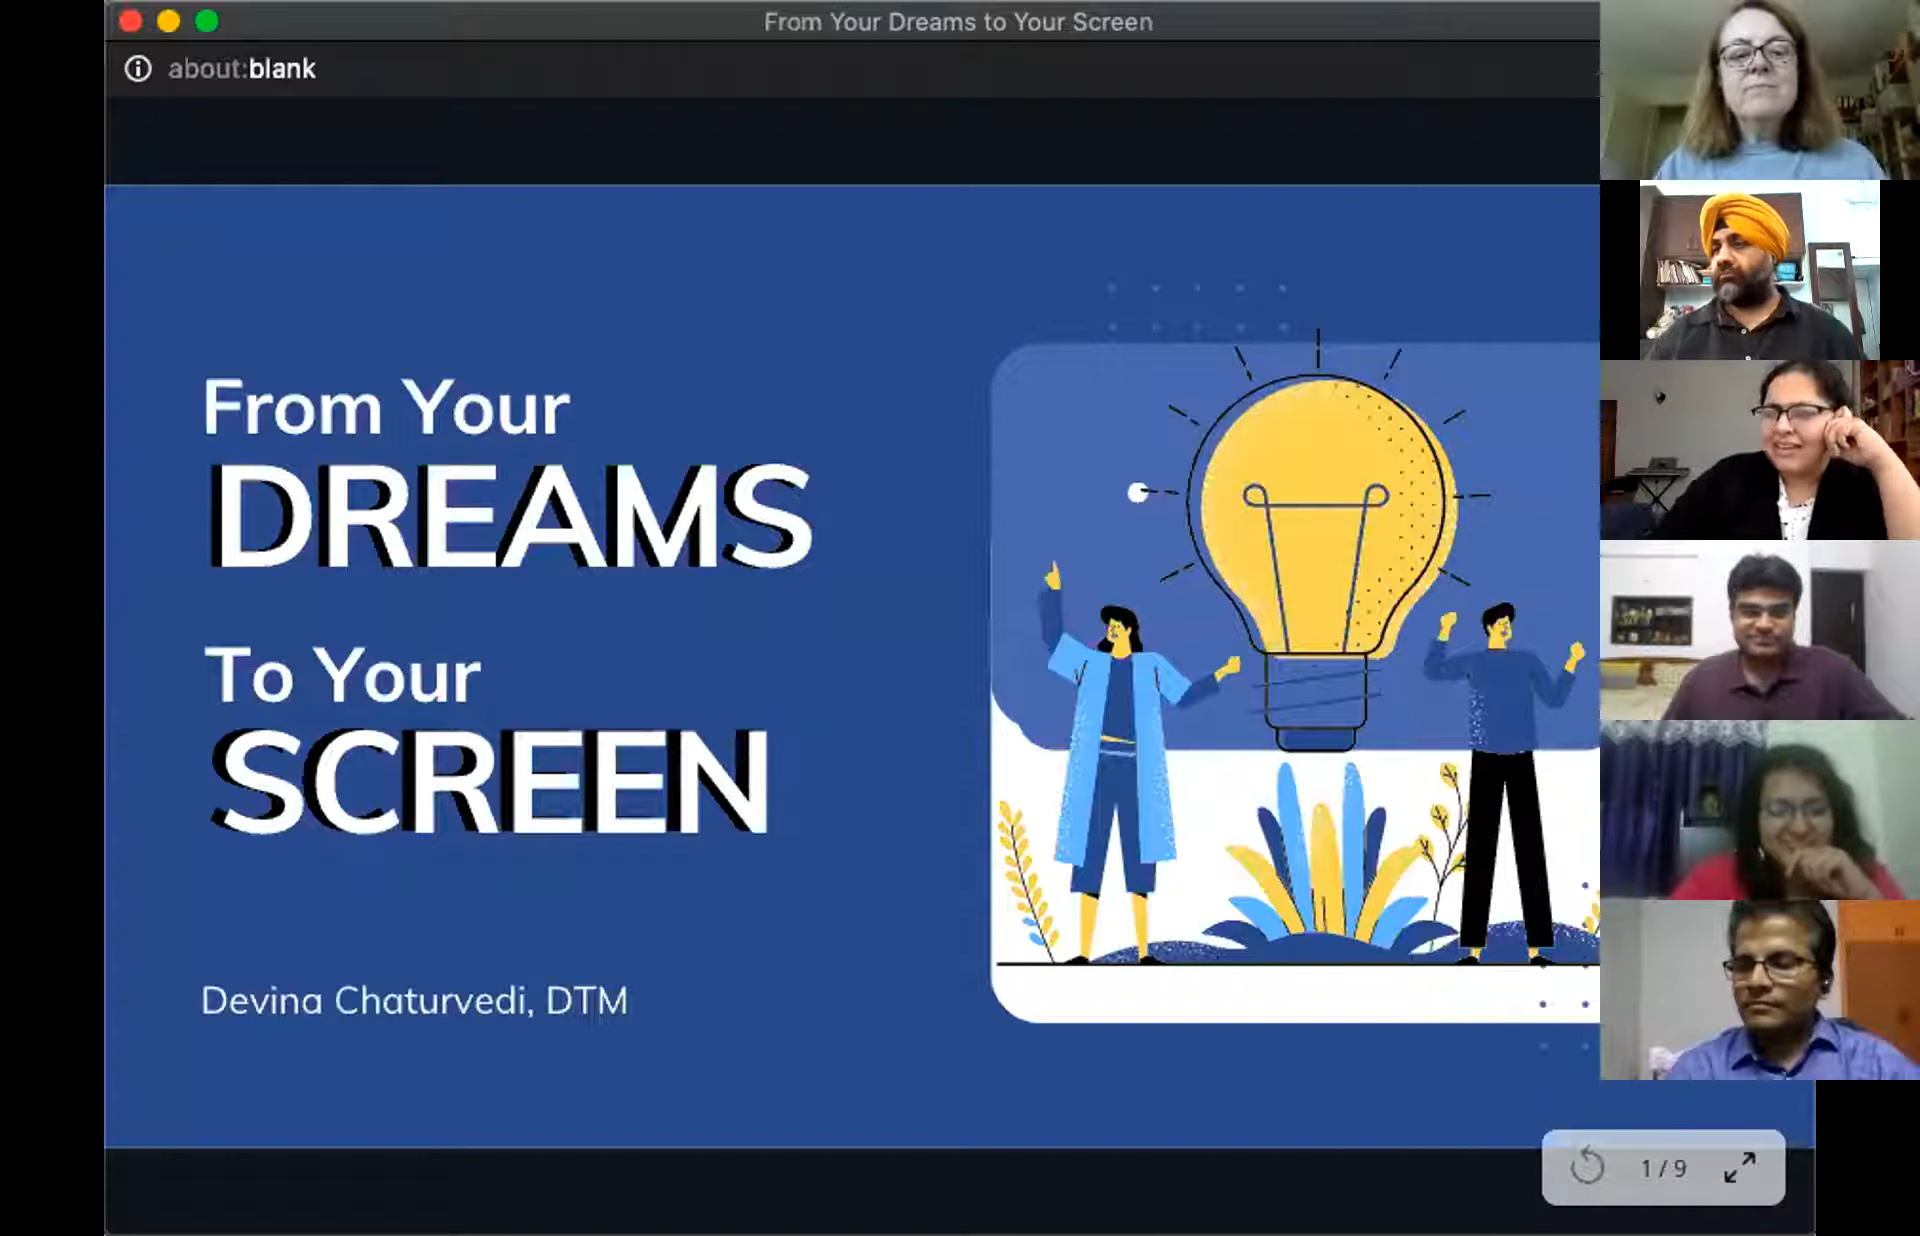 From Your Dreams to Your Screen
about:blank
From Your
DREAMS
To Your
SCREEN
Devina Chaturvedi, DTM
1 / 9